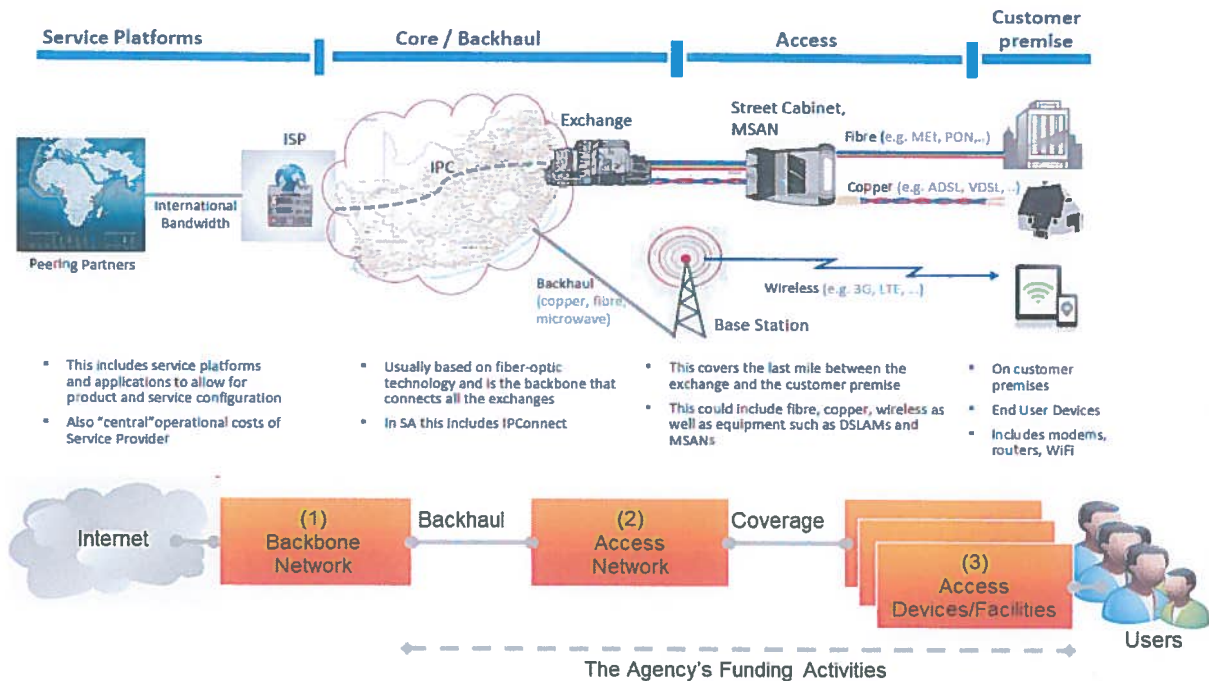 Service Platforms
Core / Backhaul
Access
Customer
premise
ISP
International
Bandwidth
Peering Partners
IPC
Exchange
Backhaul
(copper, fibre,
microwave)
Street Cabinet,
MSAN
Fibre (e.g. MEt, PON,..)
Copper (e.g. ADSL, VDSL, ..)
Wireless (e.g. 3G, LTE, ...)
Base Station
▪ This includes service platforms
and applications to allow for
product and service configuration
▪ Also "central"operational costs of
Service Provider
▪ Usually based on fiber-optic
technology and is the backbone that
connects all the exchanges
▪ In SA this includes IPConnect
▪ This covers the last mile between the
exchange and the customer premise
▪ This could include fibre, copper, wireless as
well as equipment such as DSLAMs and
MSANs
▪ On customer
premises
▪ End User Devices
▪ Includes modems,
routers, WiFi
Internet
(1)
Backbone
Network
Backhaul
(2)
Access
Network
Coverage
(3)
Access
Devices/Facilities
Users
The Agency's Funding Activities